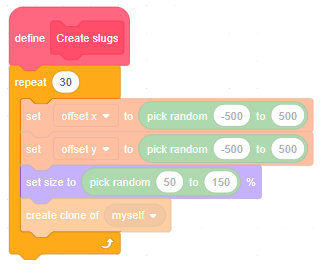 define Create slugs
repeat 30
set offset x to pick random -500 to 500
set offset y to pick random -500 to 500
set size to pick random 50 to 150 %
create clone of myself